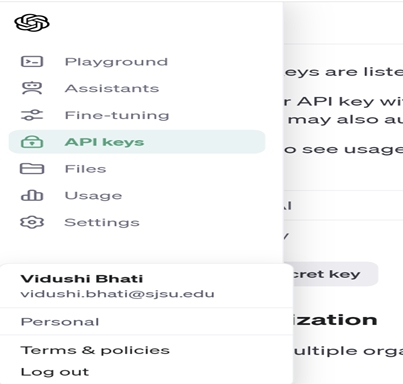 Playground
Assistants
Fine-tuning
API keys
Files
Usage
Settings
Vidushi Bhati
vidushi.bhati@sjsu.edu
Personal
Terms & policies
Log out
eys are liste
r API key wi
may also au
o see usage
AI
cret key
ization
ultiple orga